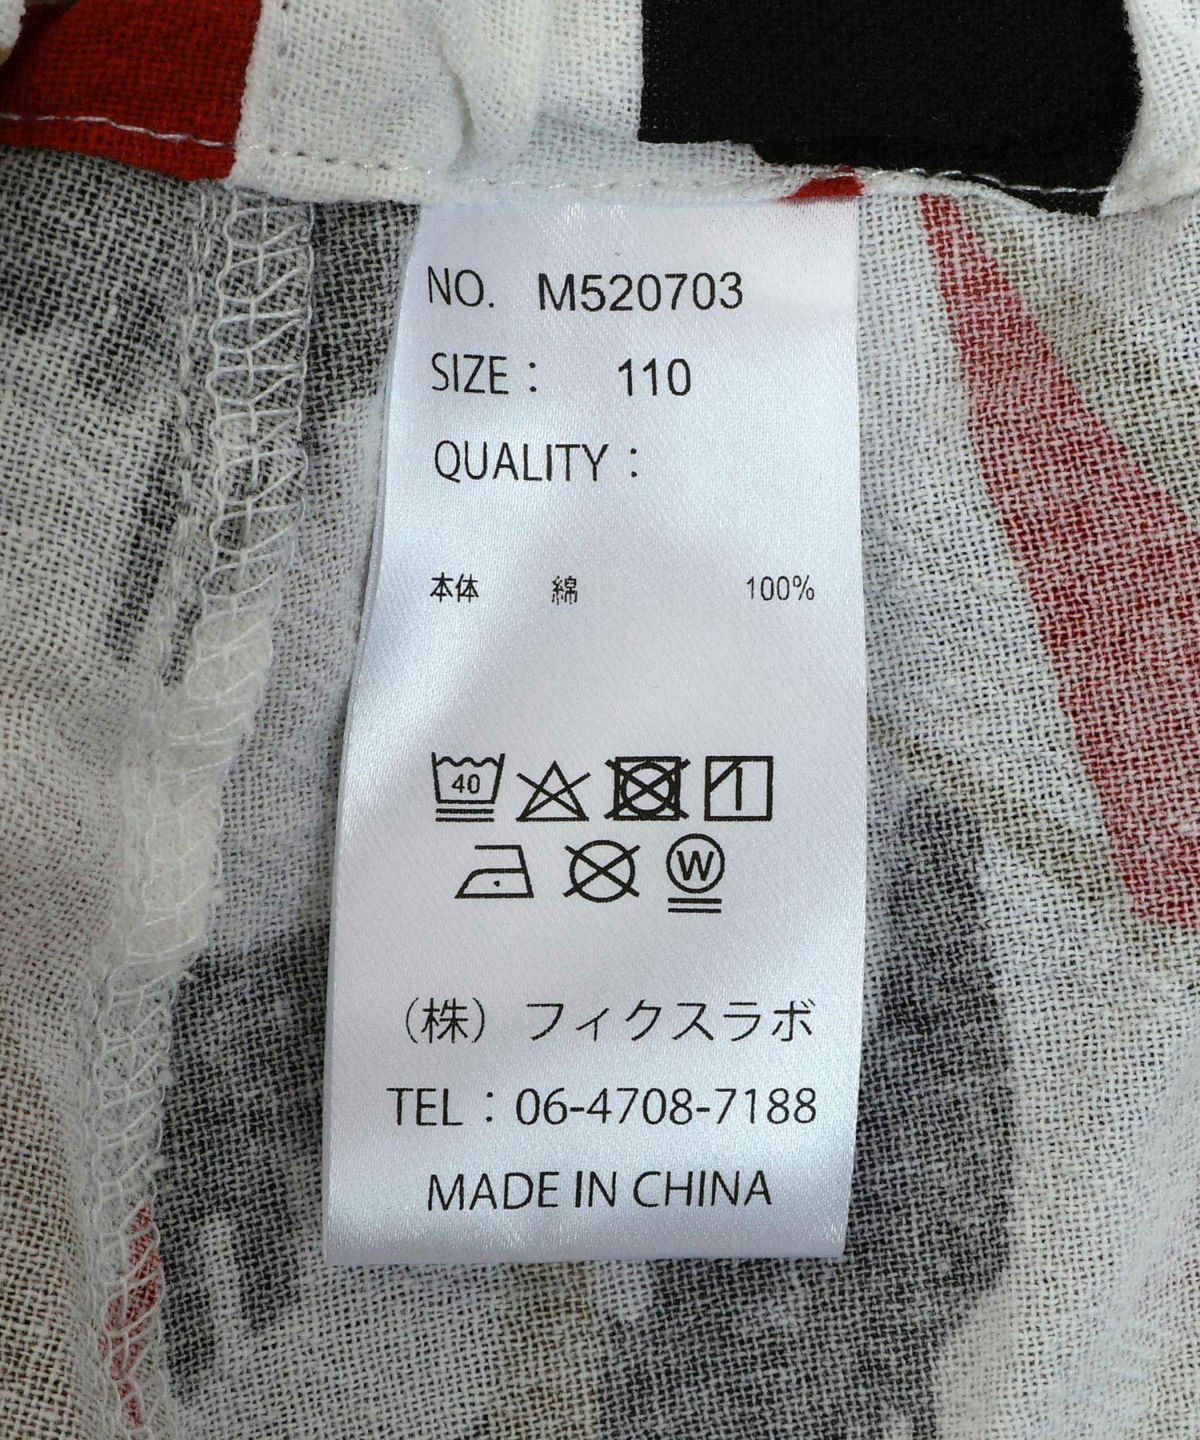 NO. M520703
SIZE : 110
QUALITY :
本体 綿 100%
40
W
（株）フィクスラボ
TEL : 06-4708-7188
MADE IN CHINA